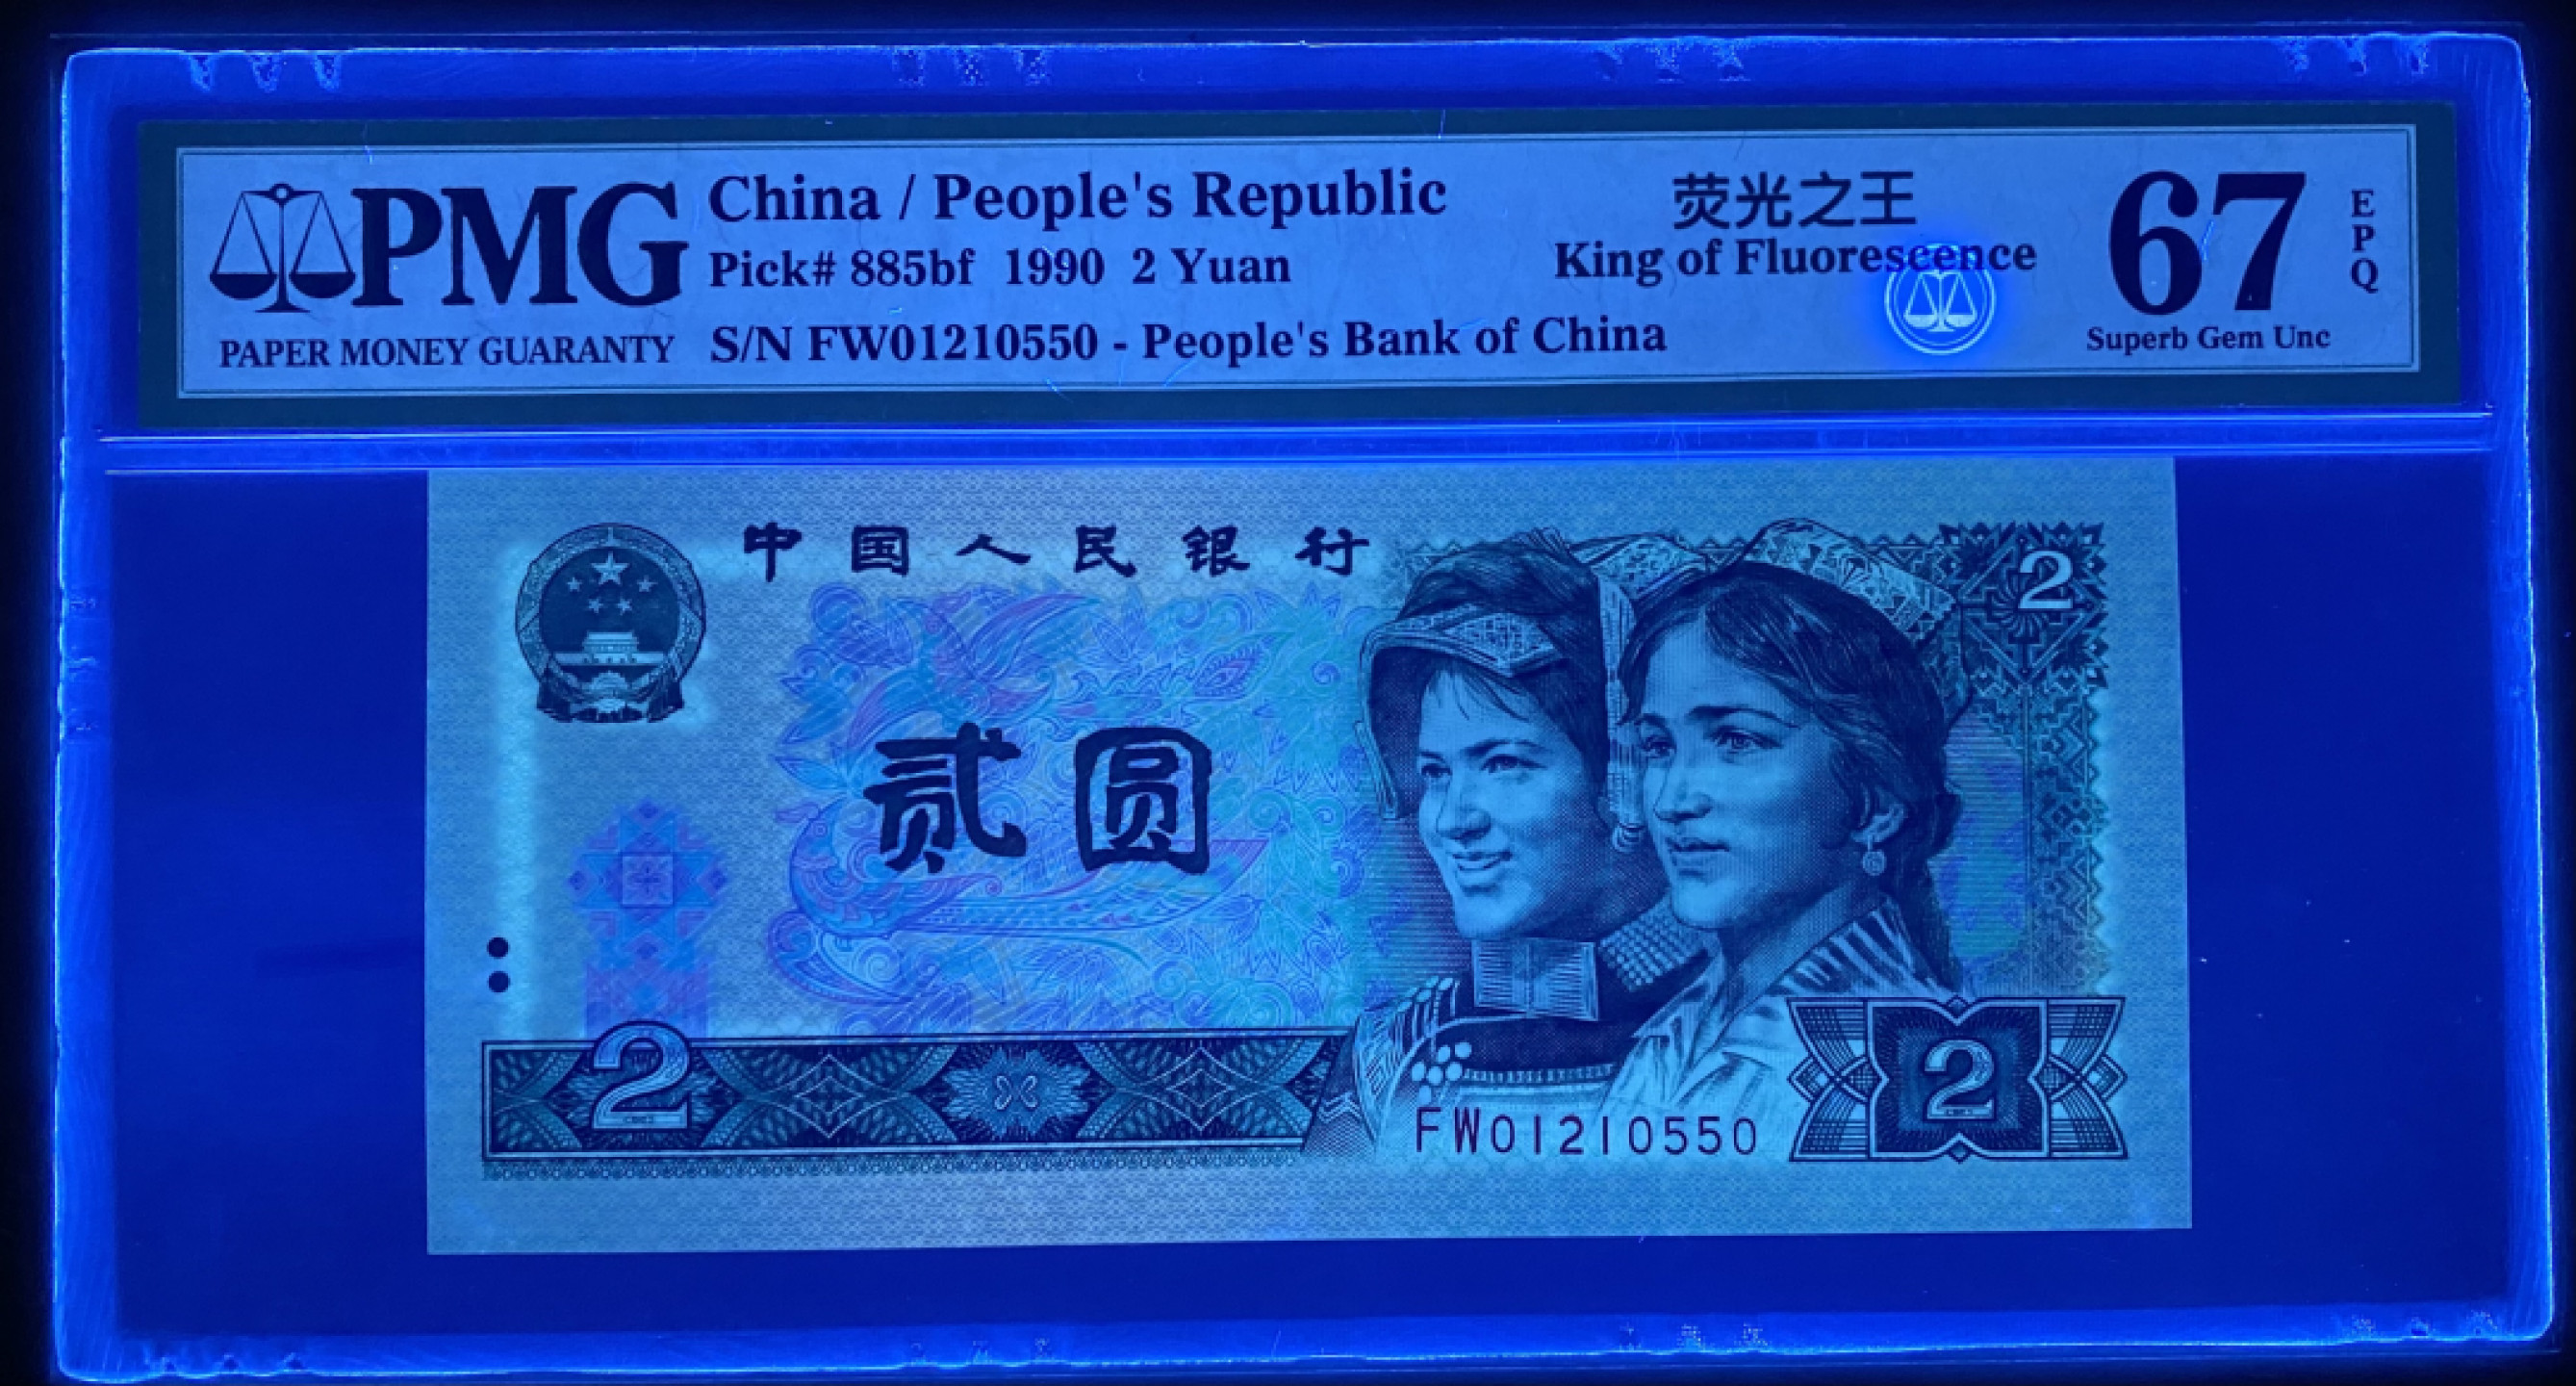 PMG
PAPER MONEY GUARANTY
China / People's Republic
Pick# 885bf 1990 2 Yuan
S/N FW01210550 - People's Bank of China
荧光之王
King of Fluorescence
67
EPQ
Superb Gem Unc
中国人民银行
2
贰圆
2
FW01210550
2